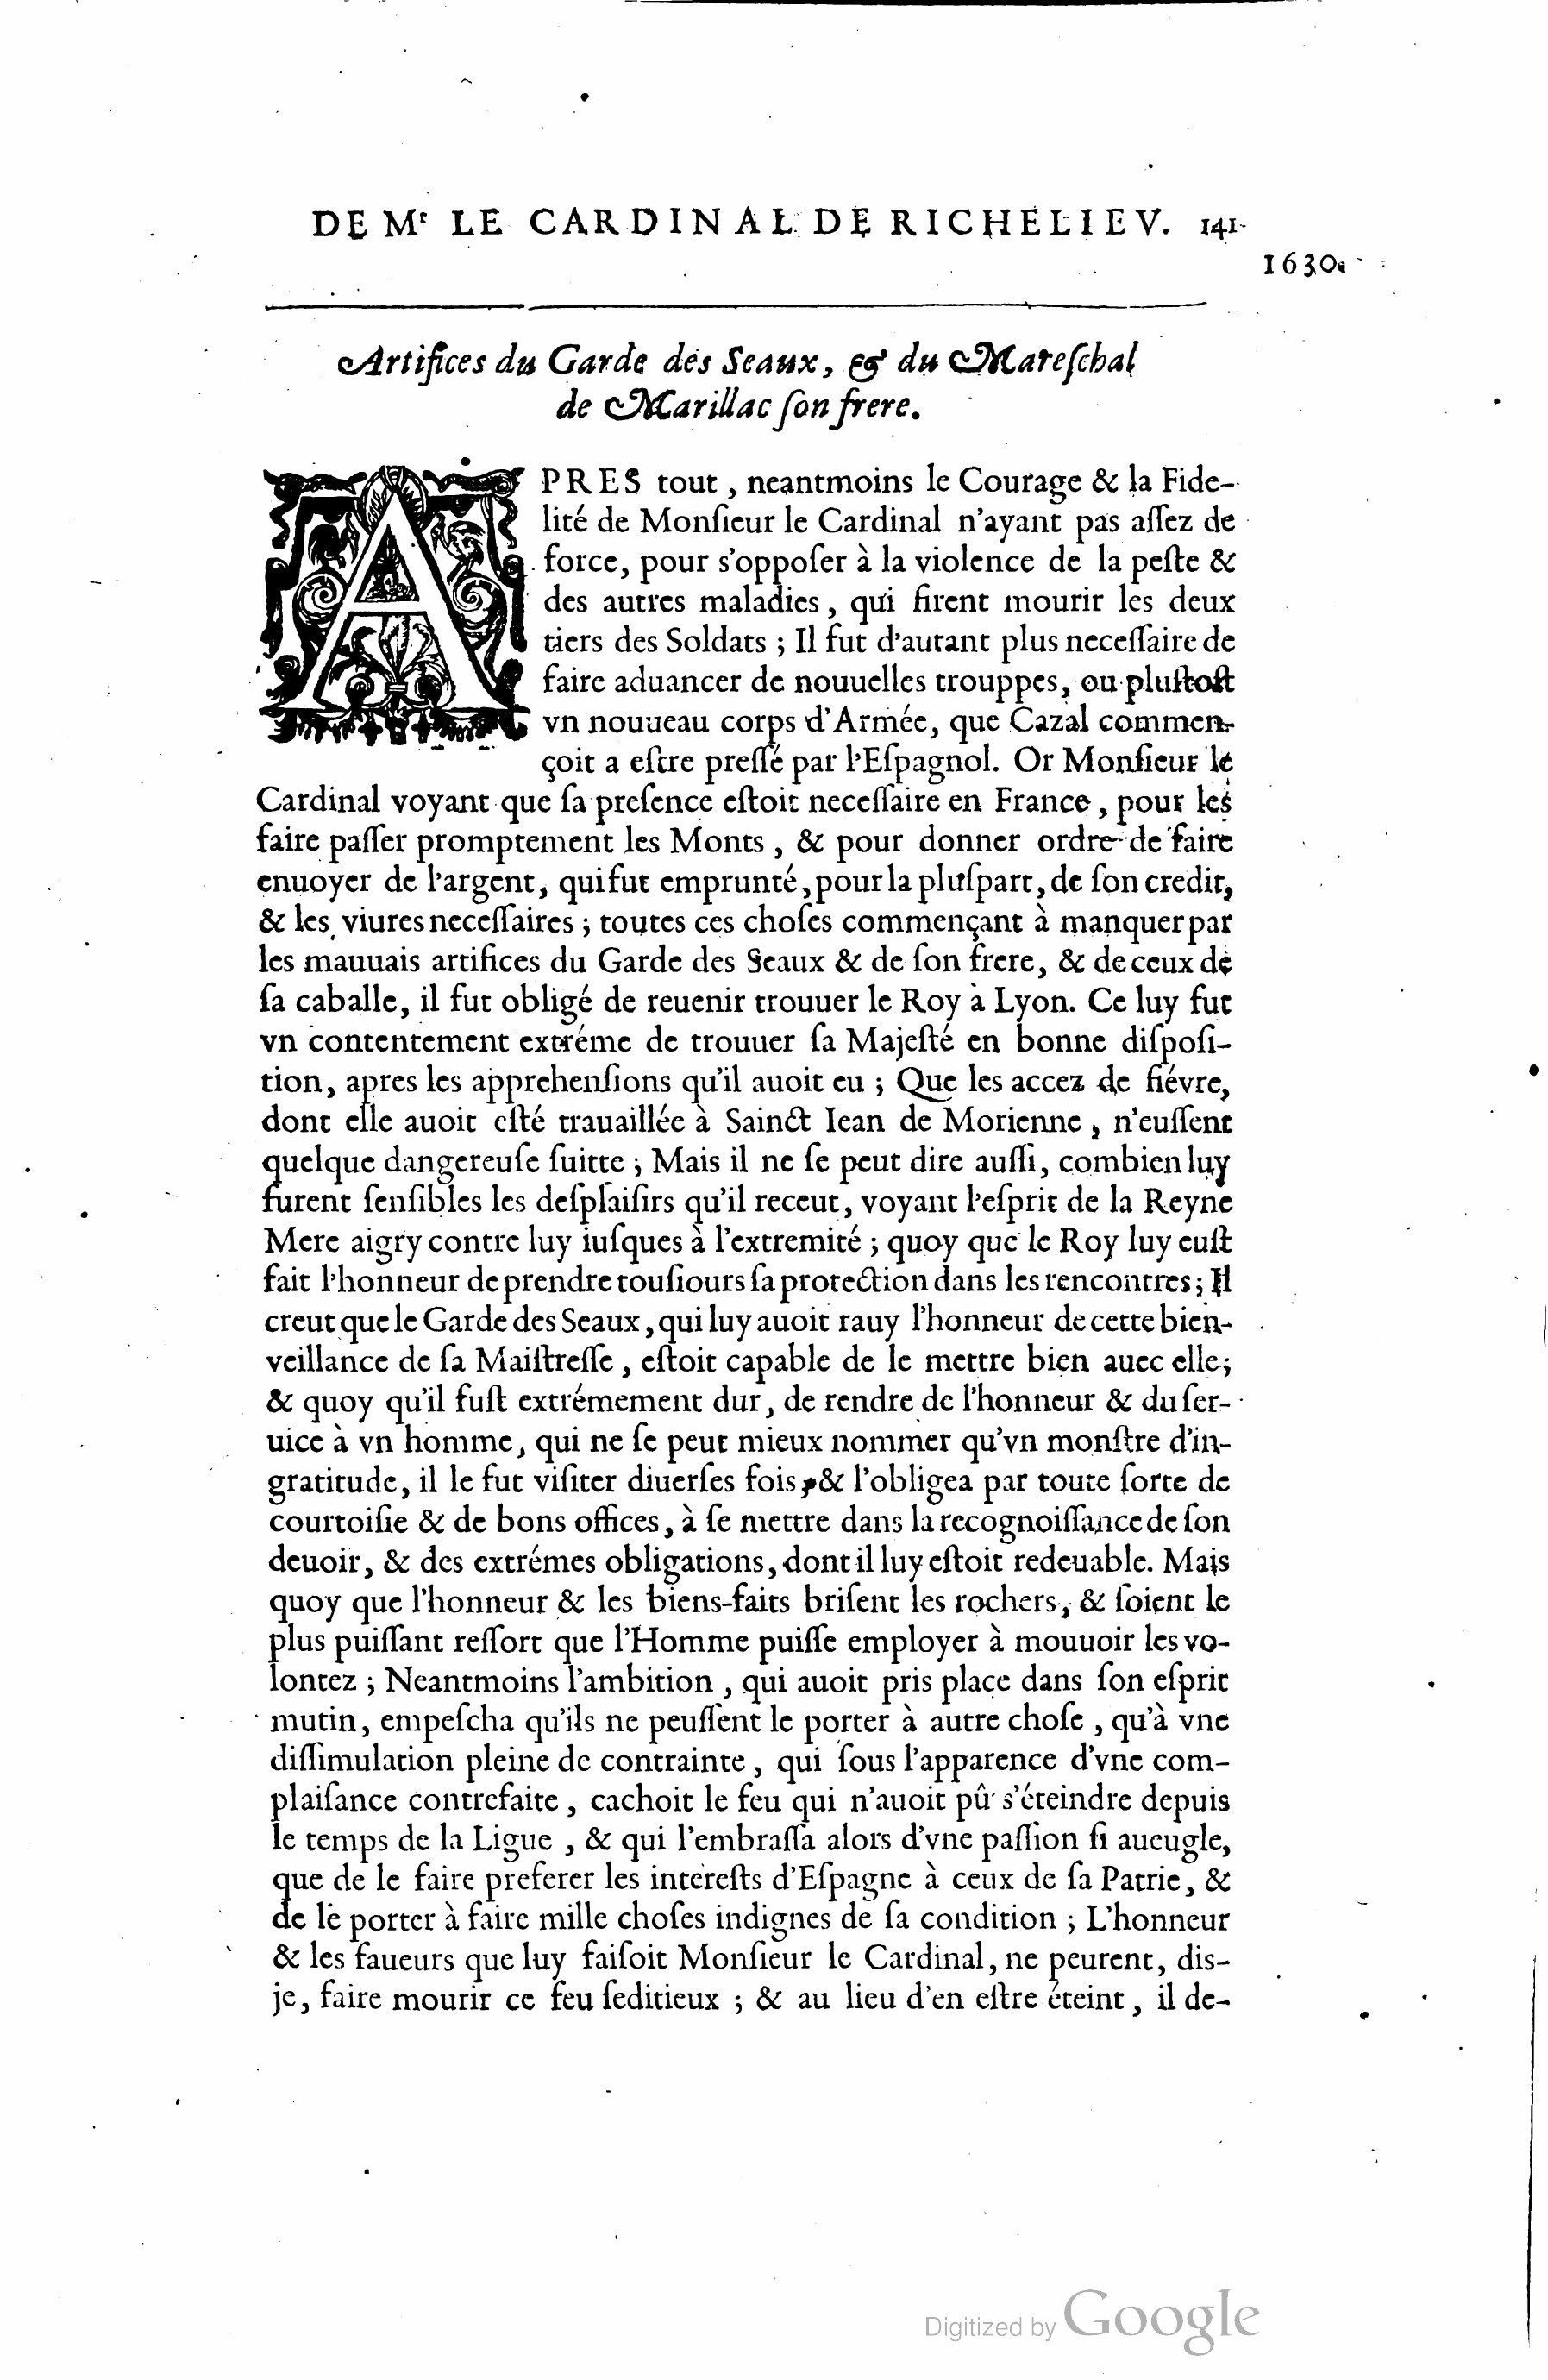 DE Mr LE CARDINAL DE RICHELIEV. 141
1630.
Artifices du Garde des Seaux, & du Mareſchal
de Marillac ſon frere.
APRES tout, neantmoins le Courage & la Fide-
lité de Monſieur le Cardinal n'ayant pas aſſez de
force, pour s'oppoſer à la violence de la peſte &
des autres maladies, qui firent mourir les deux
tiers des Soldats ; Il fut d'autant plus neceſſaire de
faire aduancer de nouuelles trouppes, ou pluſtoſt
vn nouueau corps d'Armée, que Cazal commen-
çoit a eſtre preſſé par l'Eſpagnol. Or Monſieur le
Cardinal voyant que ſa preſence eſtoit neceſſaire en France, pour les
faire paſſer promptement les Monts, & pour donner ordre de faire
enuoyer de l'argent, qui fut emprunté, pour la pluſpart, de ſon credit,
& les viures neceſſaires ; toutes ces choſes commençant à manquer par
les mauuais artifices du Garde des Seaux & de ſon frere, & de ceux de
ſa caballe, il fut obligé de reuenir trouuer le Roy à Lyon. Ce luy fut
vn contentement extréme de trouuer ſa Majeſté en bonne diſpoſi-
tion, apres les apprehenſions qu'il auoit eu ; Que les accez de fiévre,
dont elle auoit eſté trauaillée à Sainct Iean de Morienne, n'euſſent
quelque dangereuſe ſuitte ; Mais il ne ſe peut dire auſſi, combien luy
furent ſenſibles les deſplaiſirs qu'il receut, voyant l'eſprit de la Reyne
Mere aigry contre luy iuſques à l'extremité ; quoy que le Roy luy euſt
fait l'honneur de prendre touſiours ſa protection dans les rencontres ; Il
creut que le Garde des Seaux, qui luy auoit rauy l'honneur de cette bien-
veillance de ſa Maiſtreſſe, eſtoit capable de le mettre bien auec elle ;
& quoy qu'il fuſt extrémement dur, de rendre de l'honneur & du ſer-
uice à vn homme, qui ne ſe peut mieux nommer qu'vn monſtre d'in-
gratitude, il le fut viſiter diuerſes fois, & l'obligea par toute ſorte de
courtoiſie & de bons offices, à ſe mettre dans la recognoiſſance de ſon
deuoir, & des extrémes obligations, dont il luy eſtoit redeuable. Mais
quoy que l'honneur & les biens-faits briſent les rochers, & ſoient le
plus puiſſant reſſort que l'Homme puiſſe employer à mouuoir les vo-
lontez ; Neantmoins l'ambition, qui auoit pris place dans ſon eſprit
mutin, empeſcha qu'ils ne peuſſent le porter à autre choſe, qu'à vne
diſſimulation pleine de contrainte, qui ſous l'apparence d'vne com-
plaiſance contrefaite, cachoit le feu qui n'auoit pû s'éteindre depuis
le temps de la Ligue, & qui l'embraſſa alors d'vne paſſion ſi aueugle,
que de le faire preferer les intereſts d'Eſpagne à ceux de ſa Patrie, &
de le porter à faire mille choſes indignes de ſa condition ; L'honneur
& les faueurs que luy faiſoit Monſieur le Cardinal, ne peurent, dis-
je, faire mourir ce feu ſeditieux ; & au lieu d'en eſtre éteint, il de-
Digitized by Google